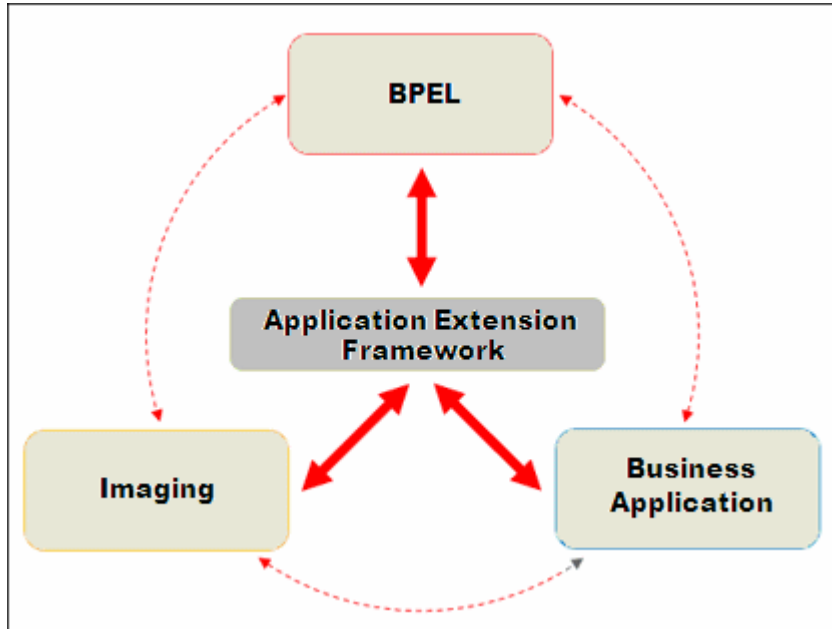 BPEL
Application Extension
Framework
Imaging
Business
Application